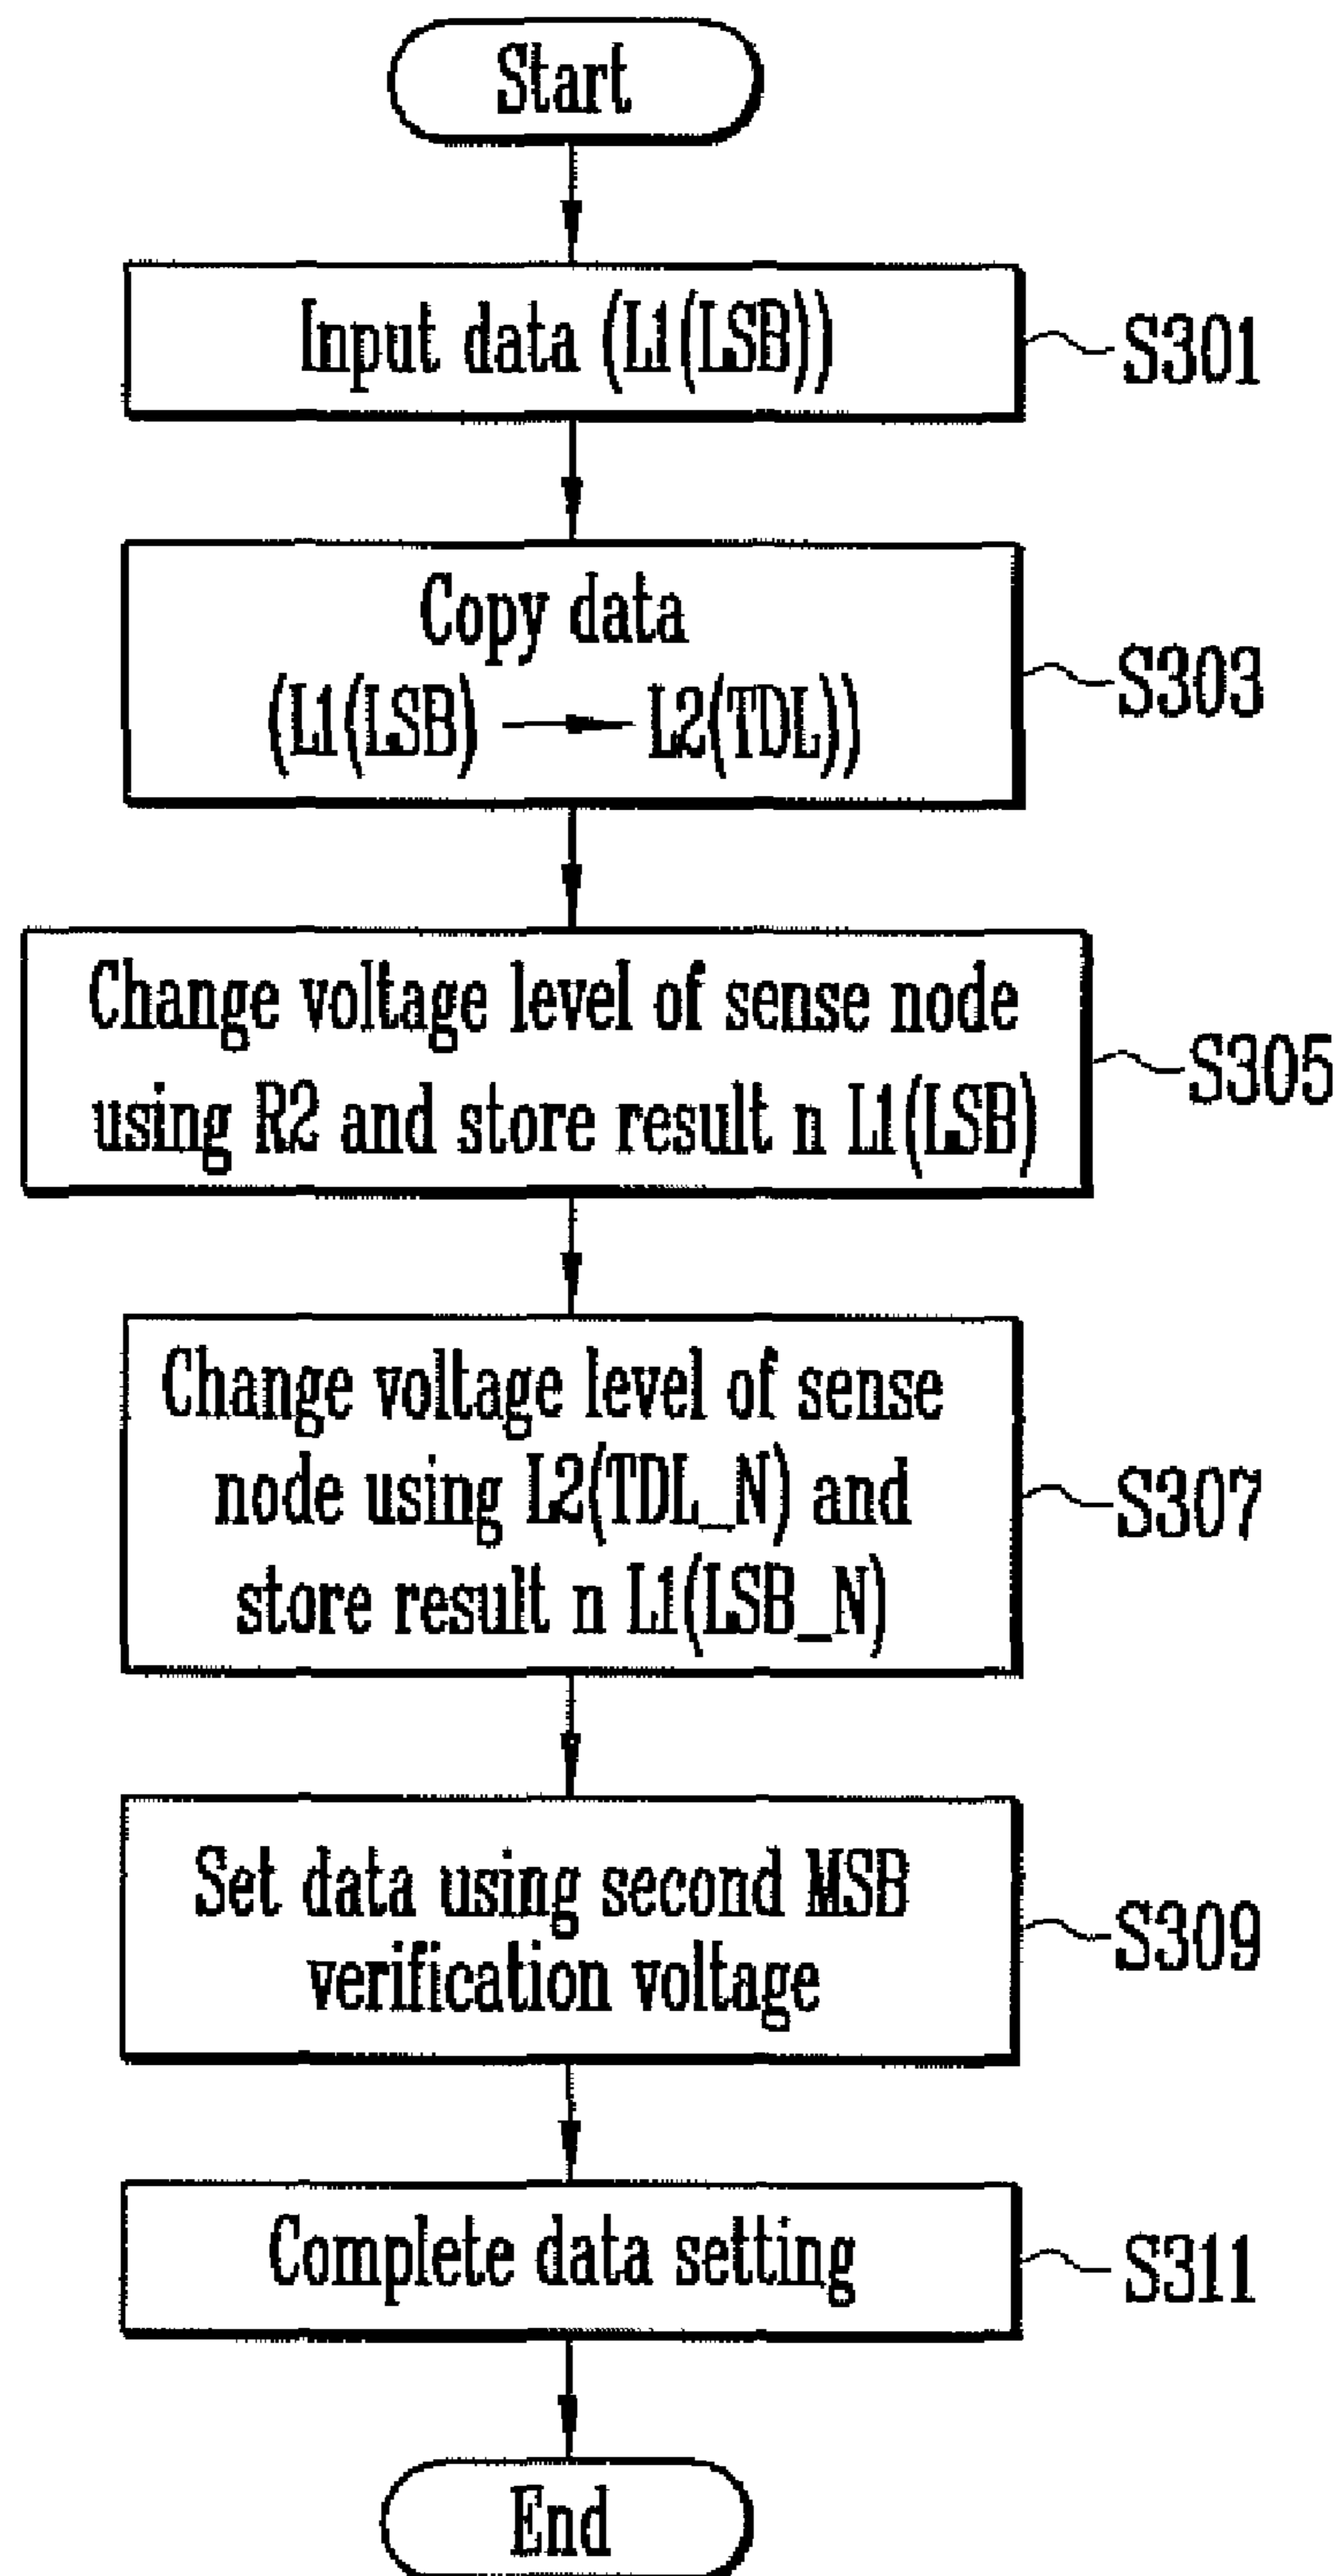 Start
Input data (L1(LSB))
S301
Copy data
(L1(LSB) → L2(TDL))
S303
Change voltage level of sense node
using R2 and store result n L1(LSB)
S305
Change voltage level of sense
node using L2(TDL_N) and
store result n L1(LSB_N)
S307
Set data using second MSB
verification voltage
S309
Complete data setting
S311
End